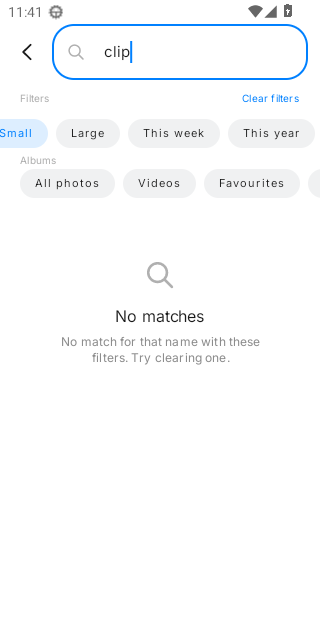 11:41
clip
Filters
Clear filters
Small
Large
This week
This year
Albums
All photos
Videos
Favourites
No matches
No match for that name with these
filters. Try clearing one.